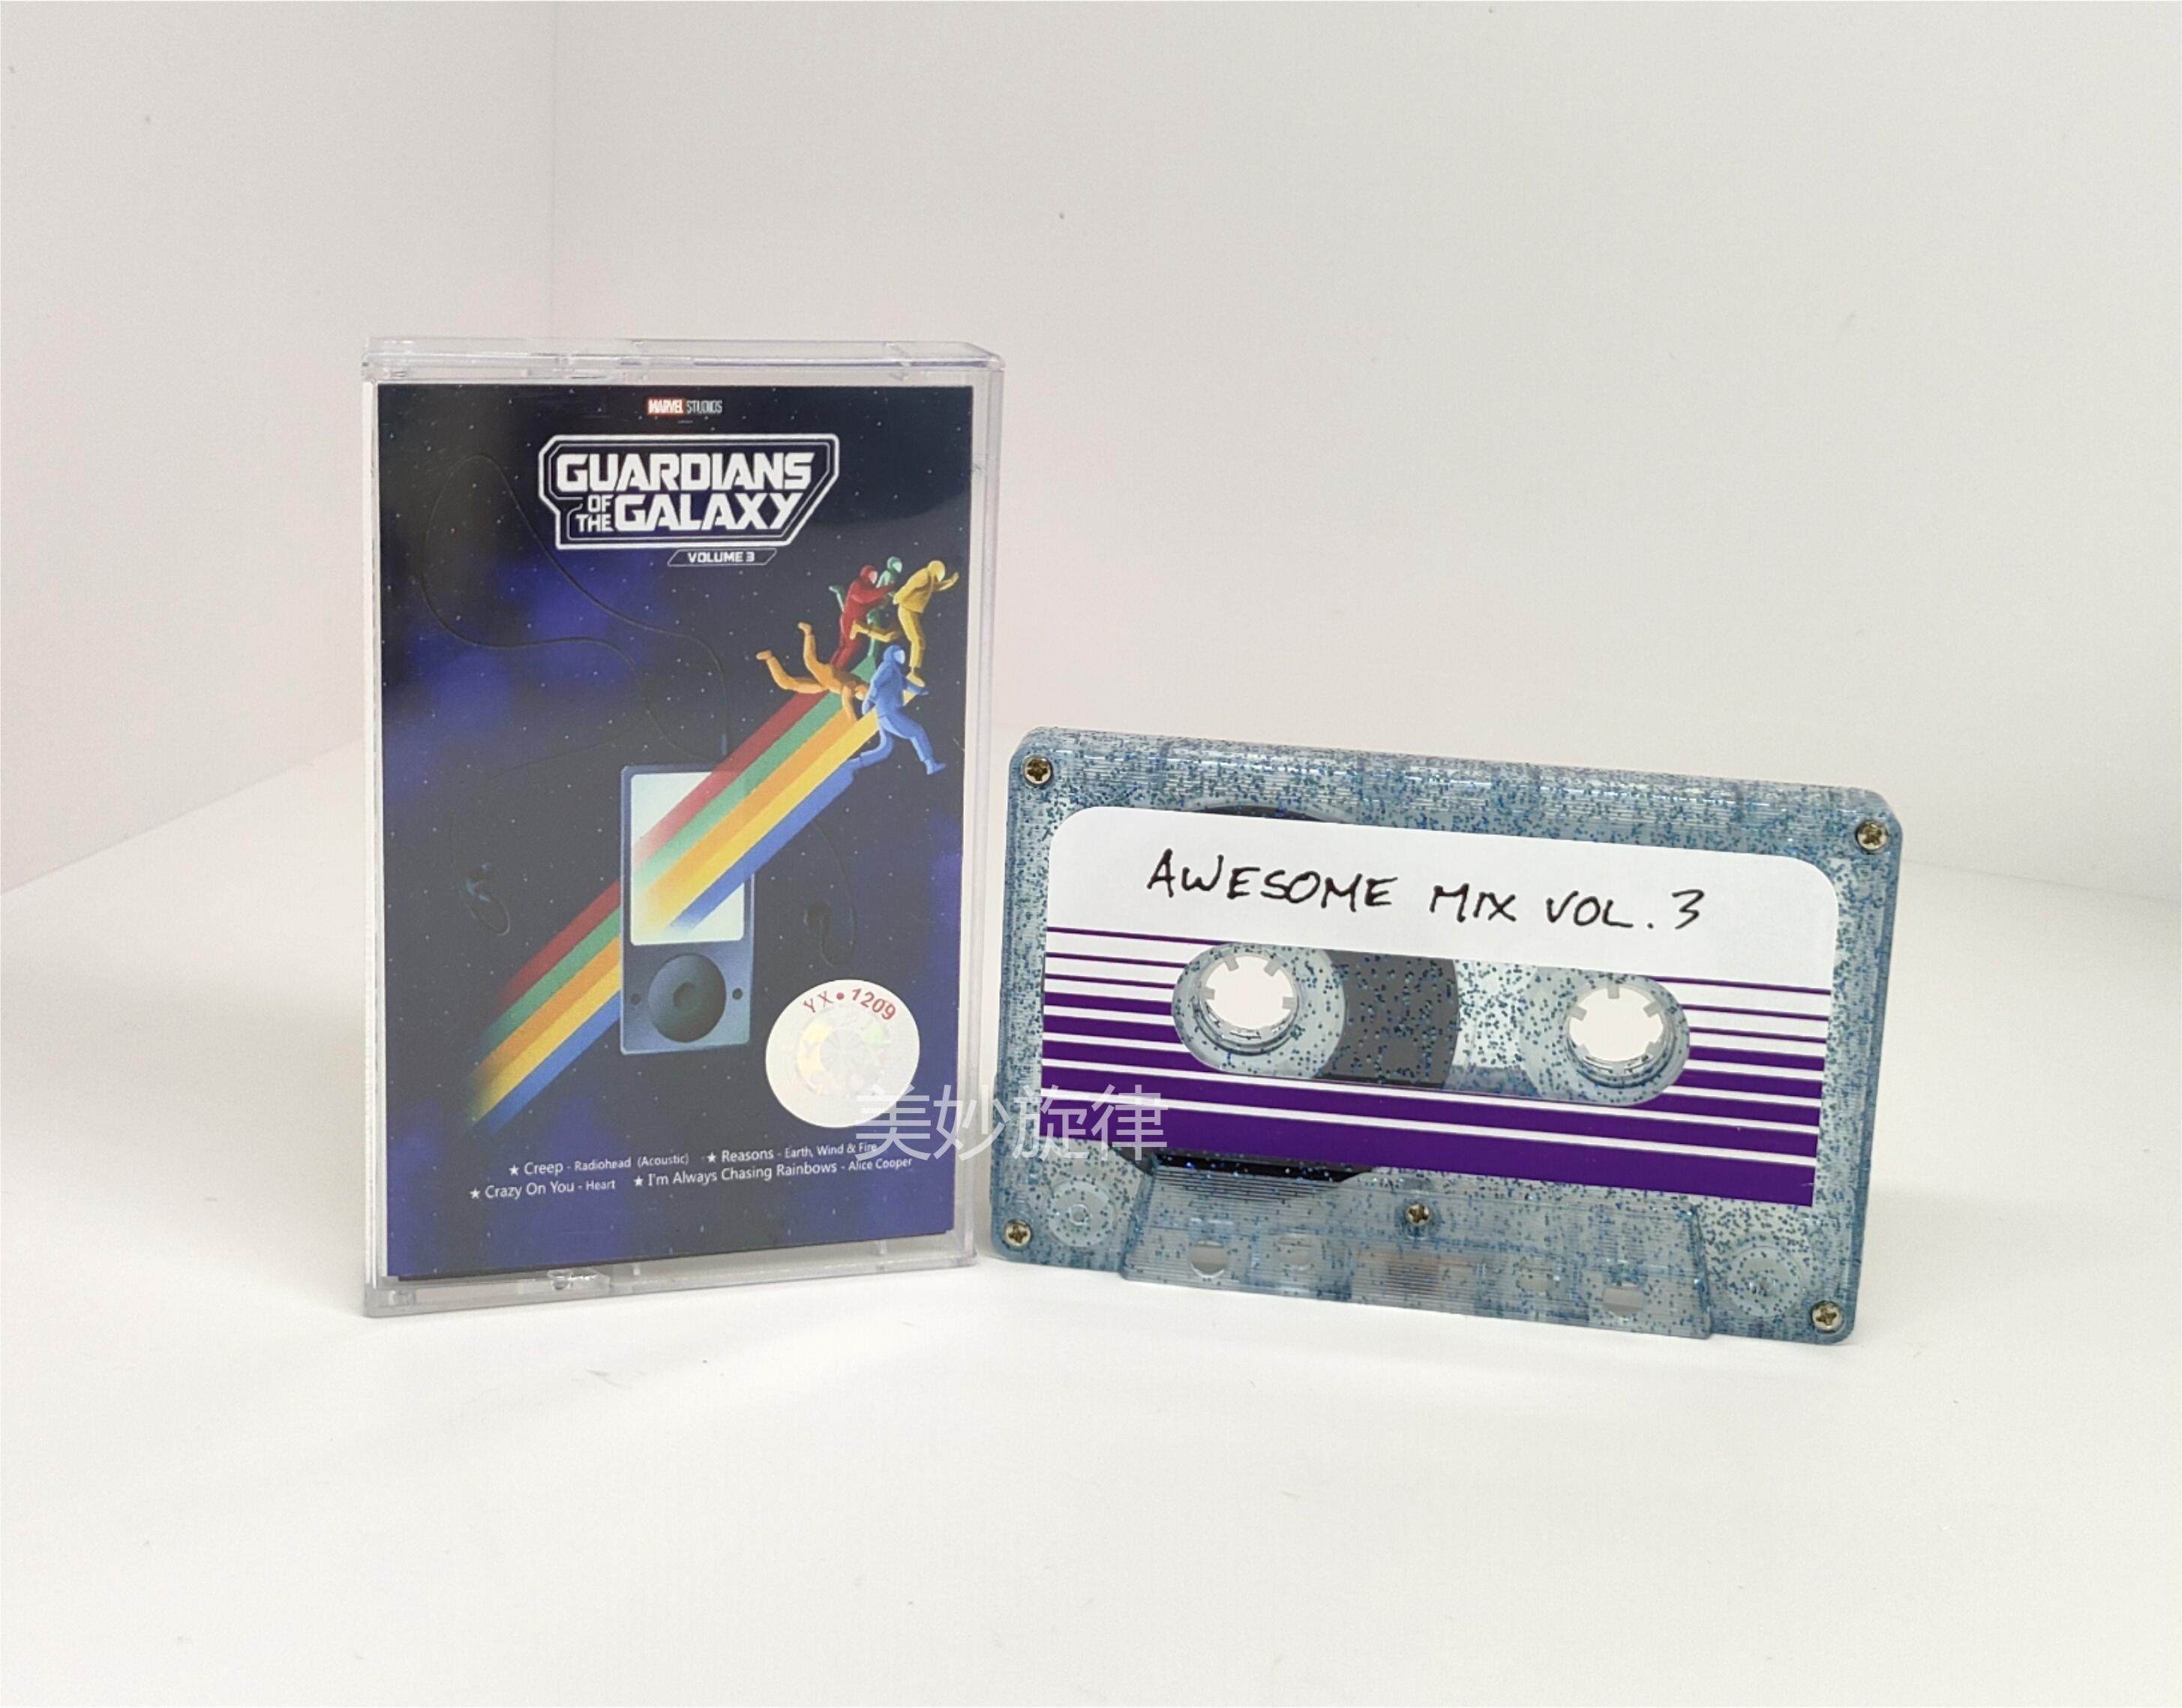 MARVEL STUDIOS
GUARDIANS
OF
THE GALAXY
VOLUME 3
YX•1209
★ Creep - Radiohead (Acoustic) ★ Reasons - Earth, Wind & Fire
★ Crazy On You - Heart ★ I'm Always Chasing Rainbows - Alice Cooper
AWESOME MIX VOL. 3
美妙旋律